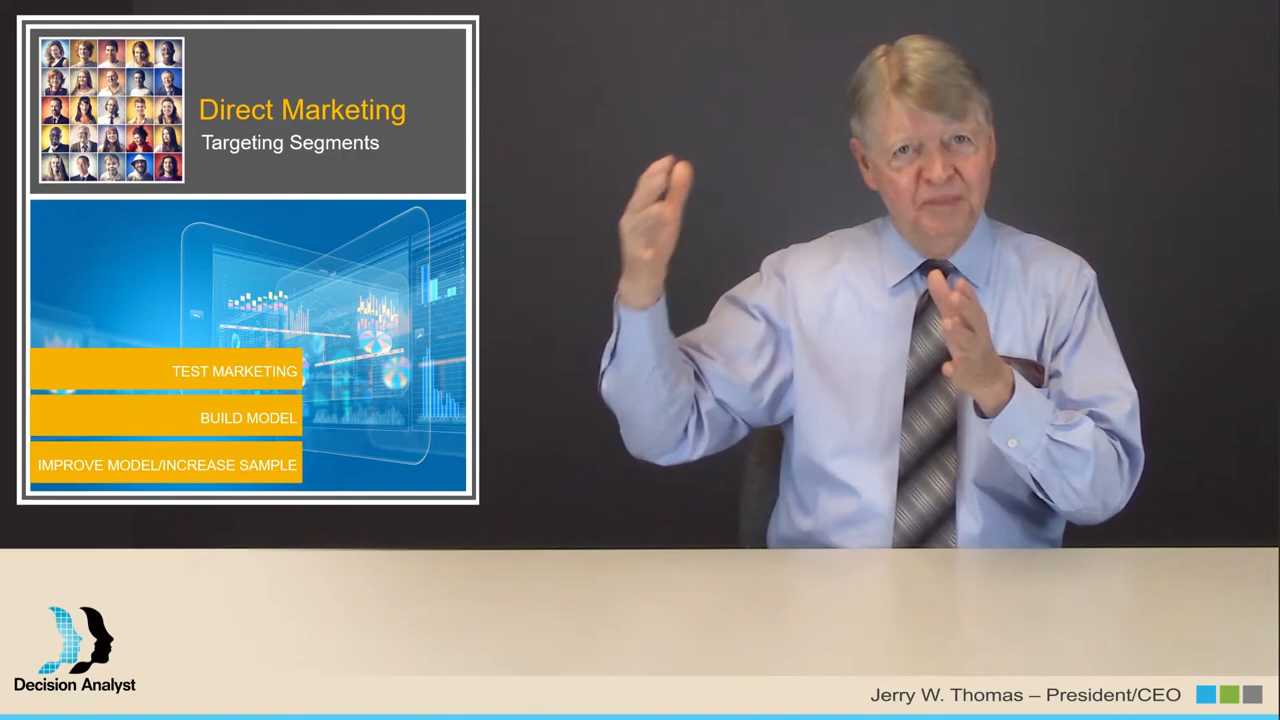 Direct Marketing
Targeting Segments
TEST MARKETING
BUILD MODEL
IMPROVE MODEL/INCREASE SAMPLE
Decision Analyst
Jerry W. Thomas – President/CEO